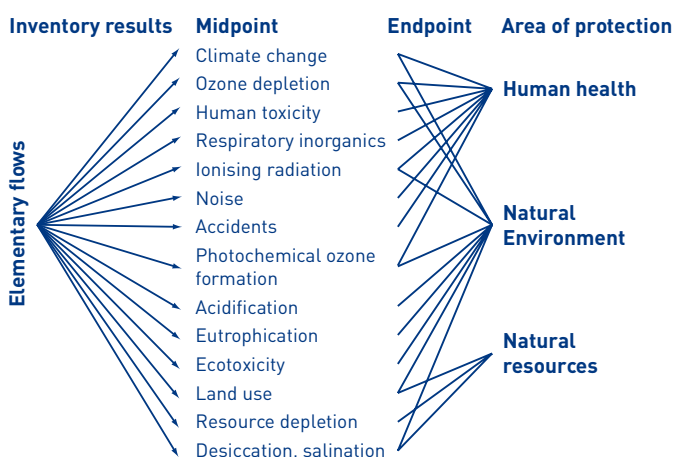 Inventory results
Midpoint
Endpoint
Area of protection
Elementary flows
Climate change
Ozone depletion
Human toxicity
Respiratory inorganics
Ionising radiation
Noise
Accidents
Photochemical ozone
formation
Acidification
Eutrophication
Ecotoxicity
Land use
Resource depletion
Desiccation, salination
Human health
Natural
Environment
Natural
resources